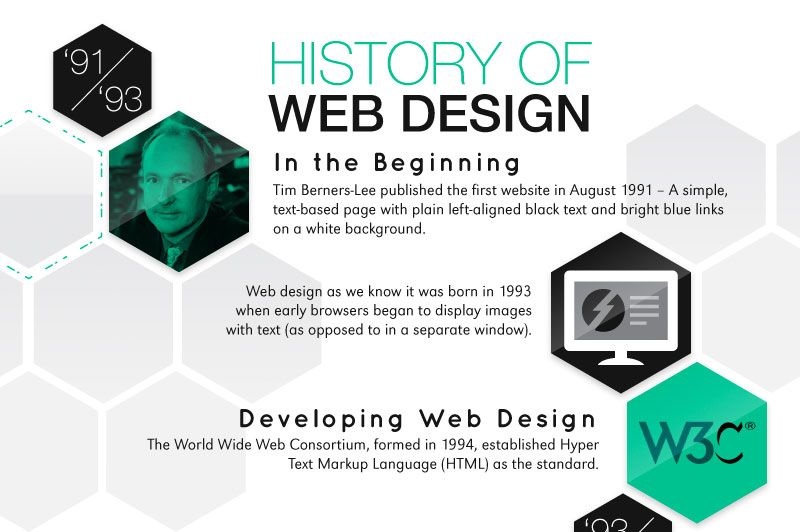 ‘91/‘93
HISTORY OF
WEB DESIGN
In the Beginning
Tim Berners-Lee published the first website in August 1991 – A simple,
text-based page with plain left-aligned black text and bright blue links
on a white background.
Web design as we know it was born in 1993
when early browsers began to display images
with text (as opposed to in a separate window).
Developing Web Design
The World Wide Web Consortium, formed in 1994, established Hyper
Text Markup Language (HTML) as the standard.
W3C®
‘93/